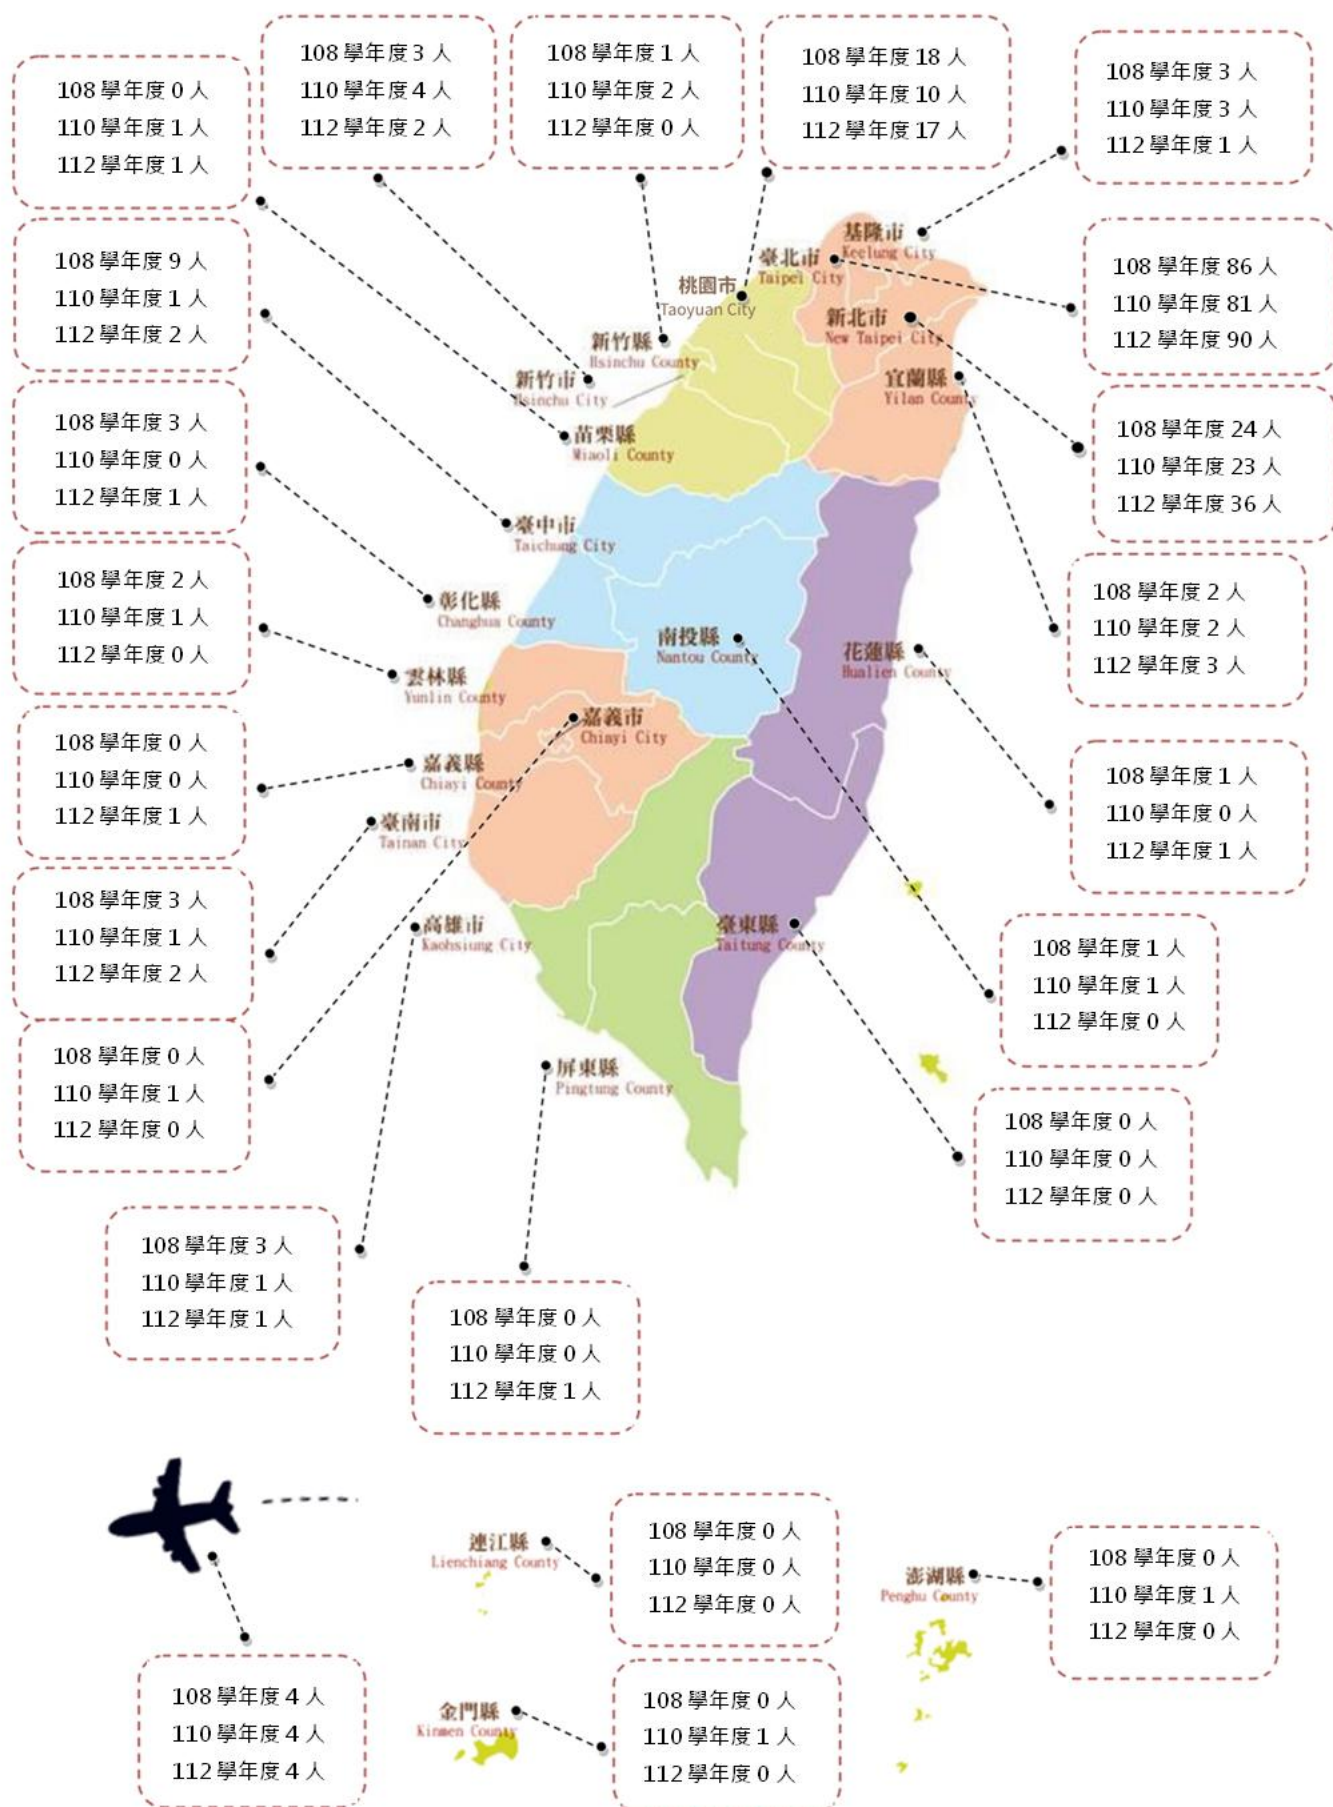 108 學年度 0 人
110 學年度 1 人
112 學年度 1 人
108 學年度 3 人
110 學年度 4 人
112 學年度 2 人
108 學年度 1 人
110 學年度 2 人
112 學年度 0 人
108 學年度 18 人
110 學年度 10 人
112 學年度 17 人
108 學年度 3 人
110 學年度 3 人
112 學年度 1 人
108 學年度 9 人
110 學年度 1 人
112 學年度 2 人
基隆市
Keelung City
臺北市
Taipei City
桃園市
Taoyuan City
新北市
New Taipei City
新竹縣
Hsinchu County
新竹市
Hsinchu City
宜蘭縣
Yilan County
苗栗縣
Miaoli County
108 學年度 86 人
110 學年度 81 人
112 學年度 90 人
108 學年度 3 人
110 學年度 0 人
112 學年度 1 人
108 學年度 24 人
110 學年度 23 人
112 學年度 36 人
臺中市
Taichung City
108 學年度 2 人
110 學年度 1 人
112 學年度 0 人
彰化縣
Changhua County
南投縣
Nantou County
花蓮縣
Hualien County
108 學年度 2 人
110 學年度 2 人
112 學年度 3 人
雲林縣
Yunlin County
嘉義市
Chiayi City
108 學年度 0 人
110 學年度 0 人
112 學年度 1 人
嘉義縣
Chiayi County
臺南市
Tainan City
108 學年度 1 人
110 學年度 0 人
112 學年度 1 人
108 學年度 3 人
110 學年度 1 人
112 學年度 2 人
高雄市
Kaohsiung City
臺東縣
Taitung County
108 學年度 1 人
110 學年度 1 人
112 學年度 0 人
108 學年度 0 人
110 學年度 1 人
112 學年度 0 人
屏東縣
Pingtung County
108 學年度 0 人
110 學年度 0 人
112 學年度 0 人
108 學年度 3 人
110 學年度 1 人
112 學年度 1 人
108 學年度 0 人
110 學年度 0 人
112 學年度 1 人
連江縣
Lienchiang County
108 學年度 0 人
110 學年度 0 人
112 學年度 0 人
澎湖縣
Penghu County
108 學年度 0 人
110 學年度 1 人
112 學年度 0 人
108 學年度 4 人
110 學年度 4 人
112 學年度 4 人
金門縣
Kinmen County
108 學年度 0 人
110 學年度 1 人
112 學年度 0 人